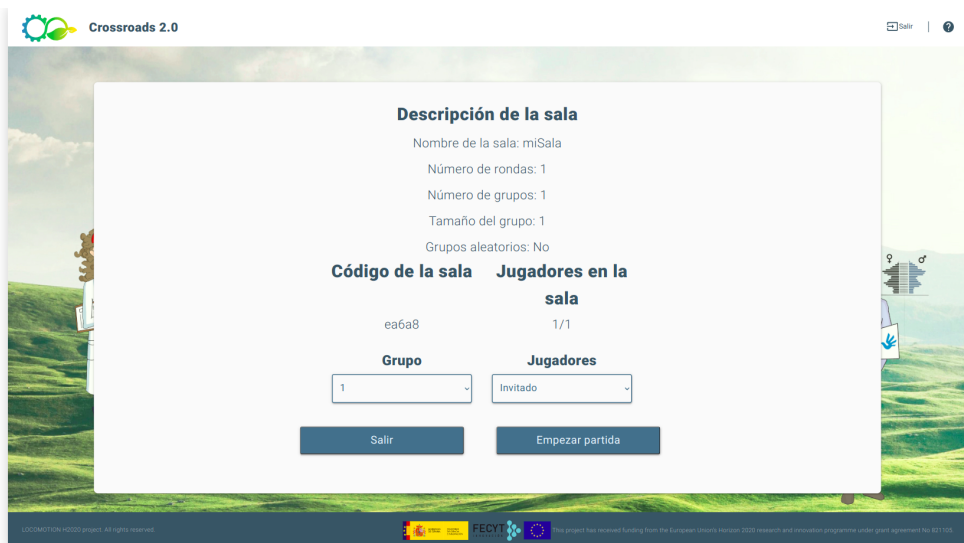 Crossroads 2.0
Salir
Descripción de la sala
Nombre de la sala: miSala
Número de rondas: 1
Número de grupos: 1
Tamaño del grupo: 1
Grupos aleatorios: No
Código de la sala
Jugadores en la
sala
ea6a8
1/1
Grupo
Jugadores
1
Invitado
Salir
Empezar partida
LOCOMOTION H2020 project. All rights reserved.
FECYT
This project has received funding from the European Union's Horizon 2020 research and innovation programme under grant agreement No 821105